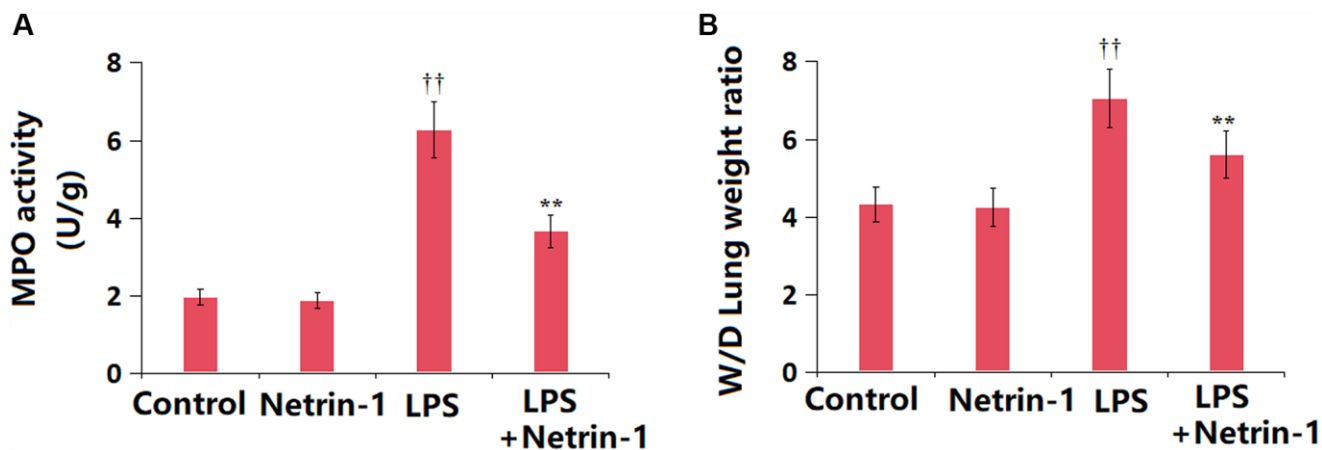 A
MPO activity
(U/g)
8
6
4
2
0
††
**
Control
Netrin-1
LPS
LPS
+Netrin-1
B
W/D Lung weight ratio
8
6
4
2
0
††
**
Control
Netrin-1
LPS
LPS
+Netrin-1